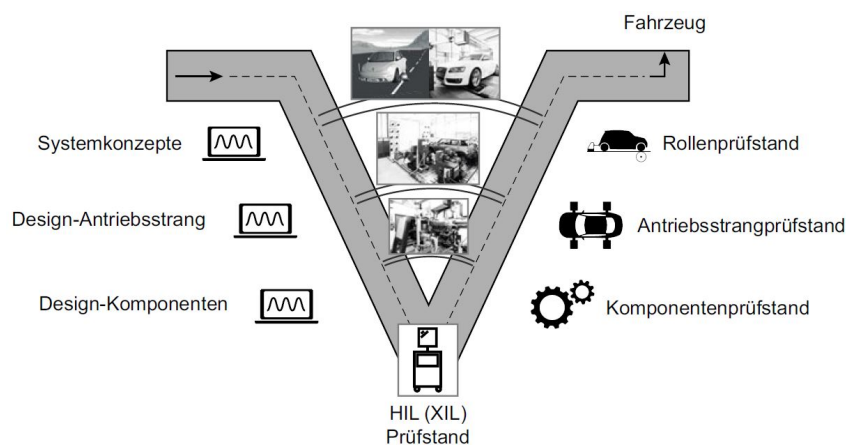 Fahrzeug
Systemkonzepte
Rollenprüfstand
Design-Antriebsstrang
Antriebsstrangprüfstand
Design-Komponenten
Komponentenprüfstand
HIL (XIL)
Prüfstand